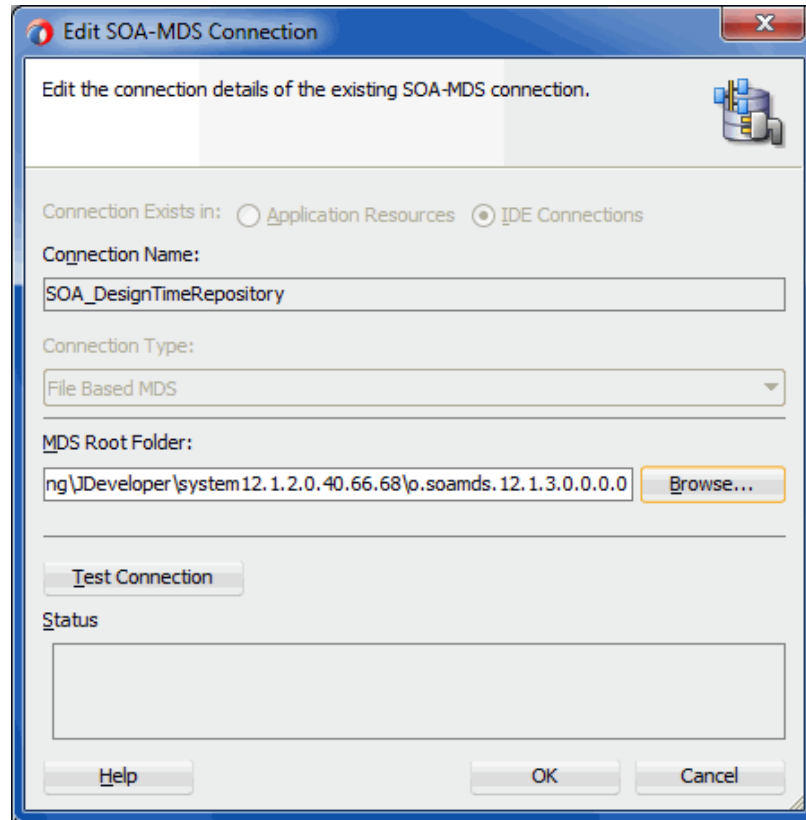 Edit SOA-MDS Connection
Edit the connection details of the existing SOA-MDS connection.
Connection Exists in: Application Resources IDE Connections
Connection Name:
SOA_DesignTimeRepository
Connection Type:
File Based MDS
MDS Root Folder:
ng\JDeveloper\system12.1.2.0.40.66.68\o.soamds.12.1.3.0.0.0.0 Browse...
Test Connection
Status
Help OK Cancel